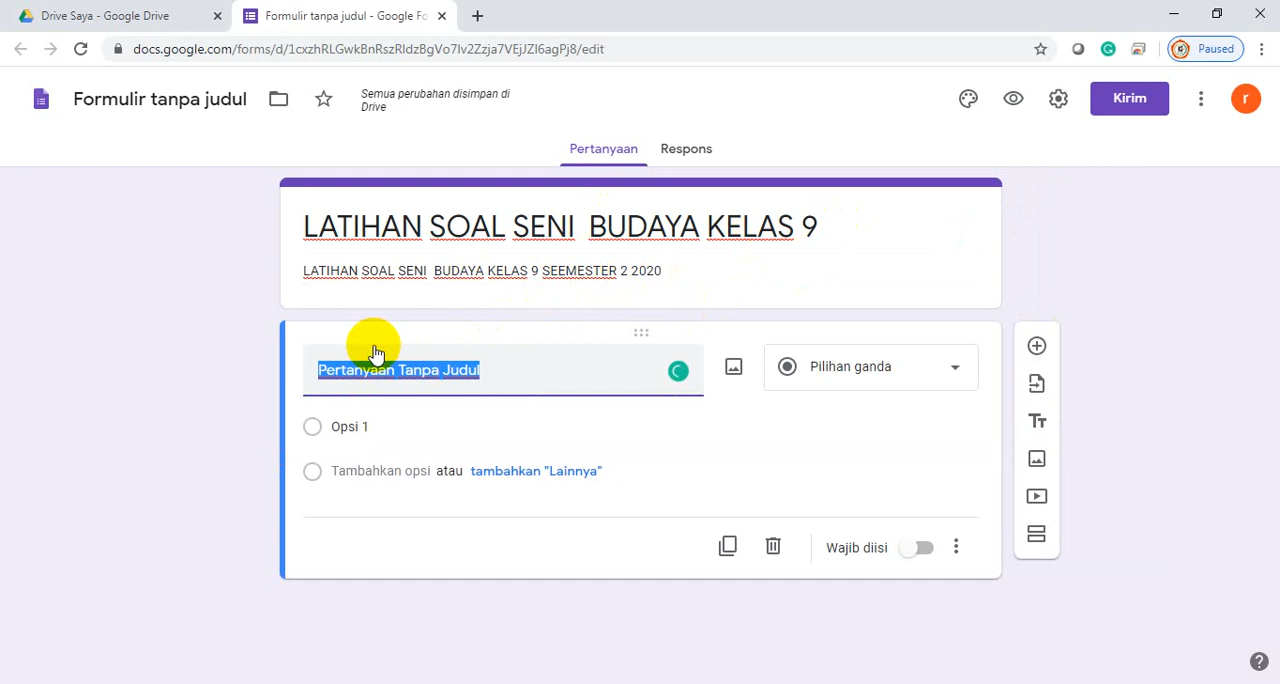 Drive Saya - Google Drive
Formulir tanpa judul - Google Fo
docs.google.com/forms/d/1cxzhRLGwkBnRszRldzBgVo7Iv2Zzja7VEjJZI6agPj8/edit
Paused
Formulir tanpa judul
Semua perubahan disimpan di
Drive
Kirim
r
Pertanyaan Respons
LATIHAN SOAL SENI BUDAYA KELAS 9
LATIHAN SOAL SENI BUDAYA KELAS 9 SEEMESTER 2 2020
Pertanyaan Tanpa Judul
Pilihan ganda
Opsi 1
Tambahkan opsi atau tambahkan "Lainnya"
Wajib diisi